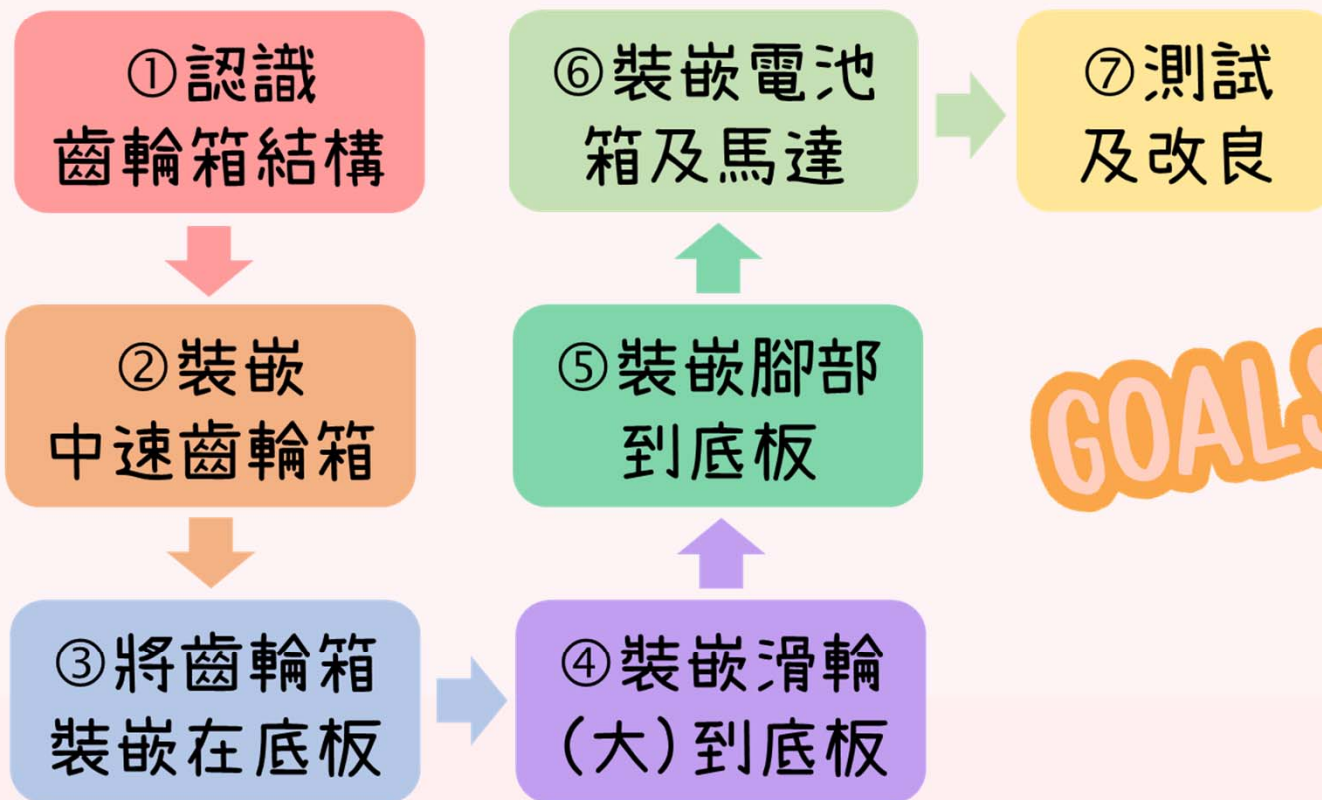 ①認識
齒輪箱結構
②裝嵌
中速齒輪箱
③將齒輪箱
裝嵌在底板
④裝嵌滑輪
(大)到底板
⑤裝嵌腳部
到底板
⑥裝嵌電池
箱及馬達
⑦測試
及改良
GOALS